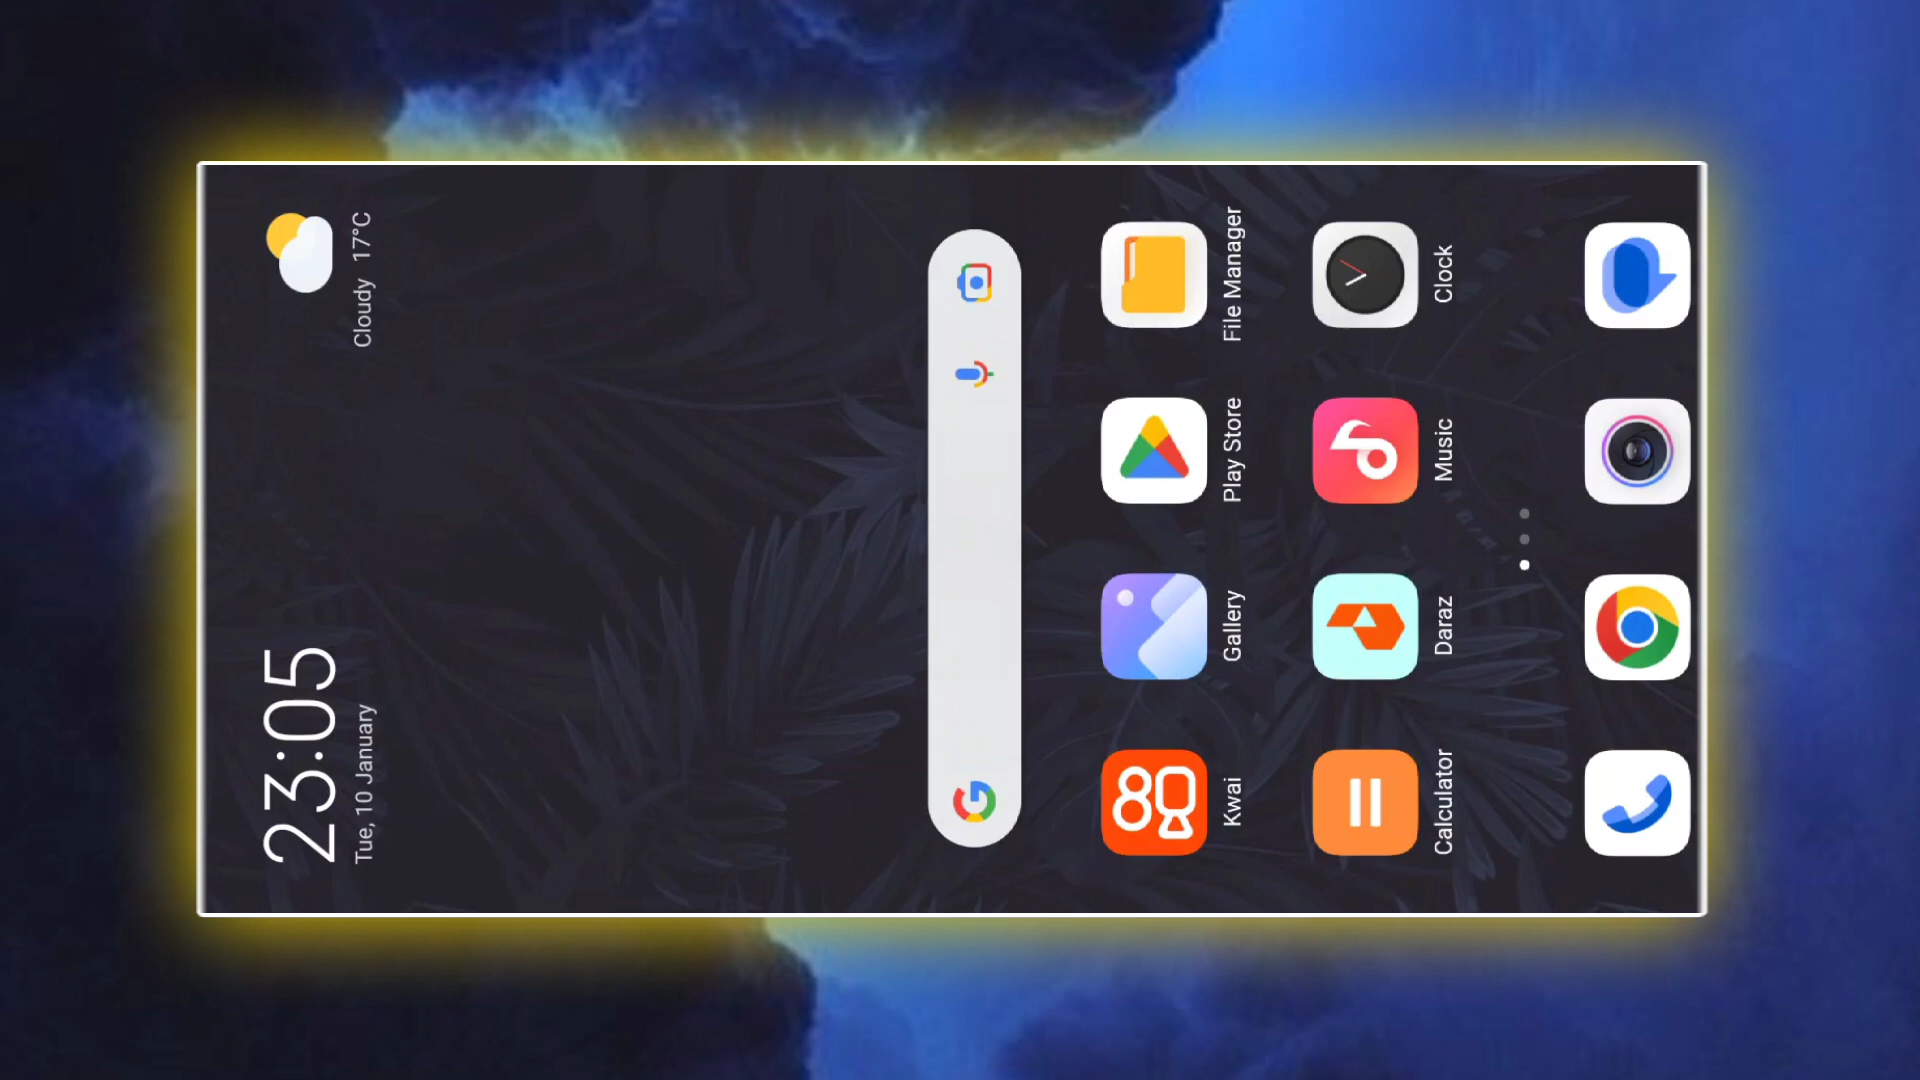 23:05
Tue, 10 January
Cloudy 17°C
Kwai
Gallery
Play Store
File Manager
Calculator
Daraz
Music
Clock